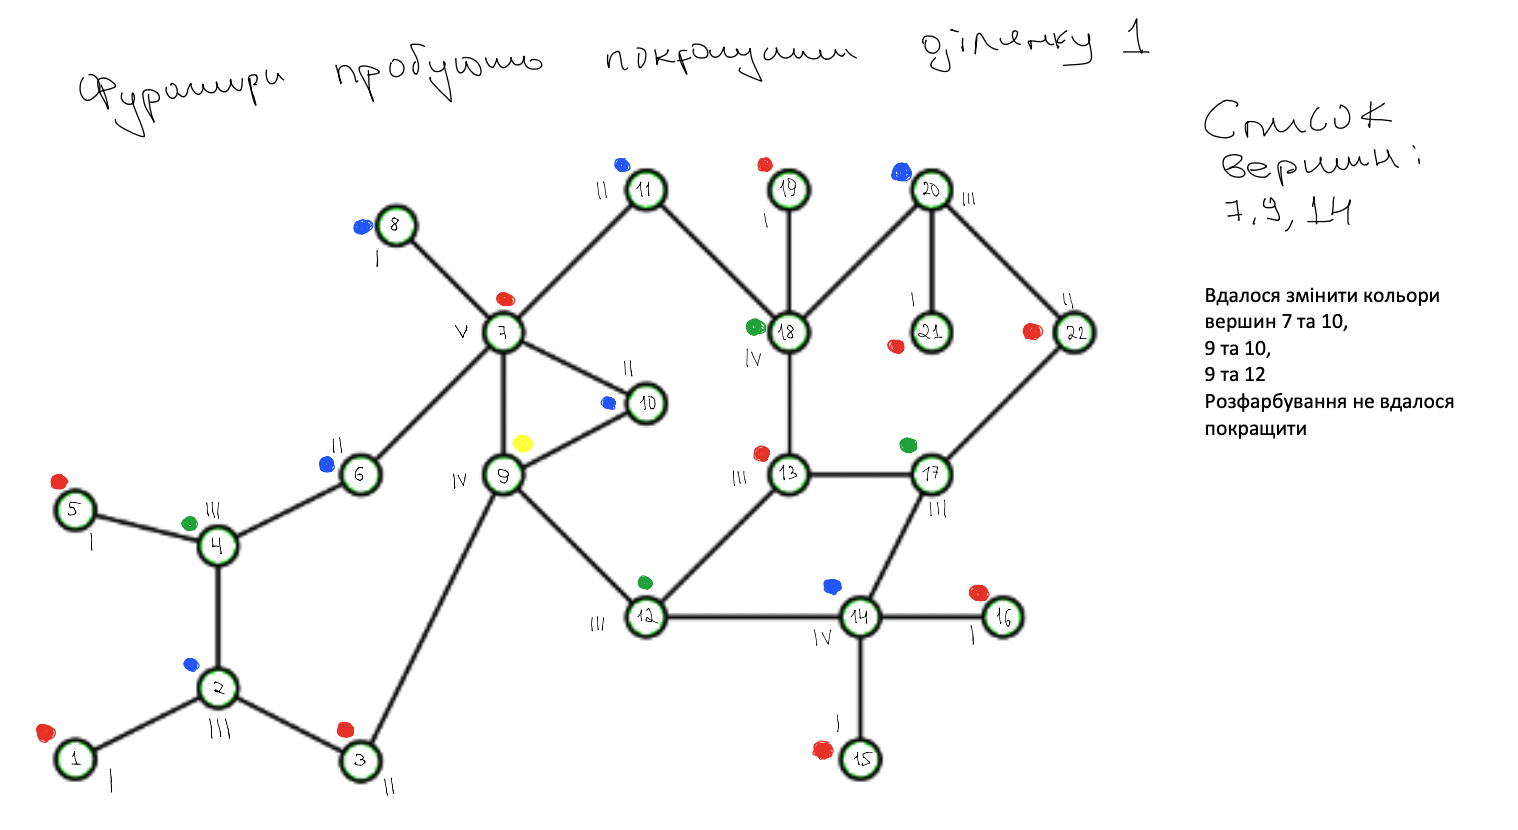 Фуражири пробують покращити ділянку 1
Список
вершин:
7, 9, 14
11
19
20
II
III
8
I
I
7
V
18
IV
I
21
II
22
II
10
II
6
9
IV
13
III
17
III
5
I
III
4
12
III
14
IV
16
I
2
III
1
I
3
II
I
15
Вдалося змінити кольори
вершин 7 та 10,
9 та 10,
9 та 12
Розфарбування не вдалося
покращити